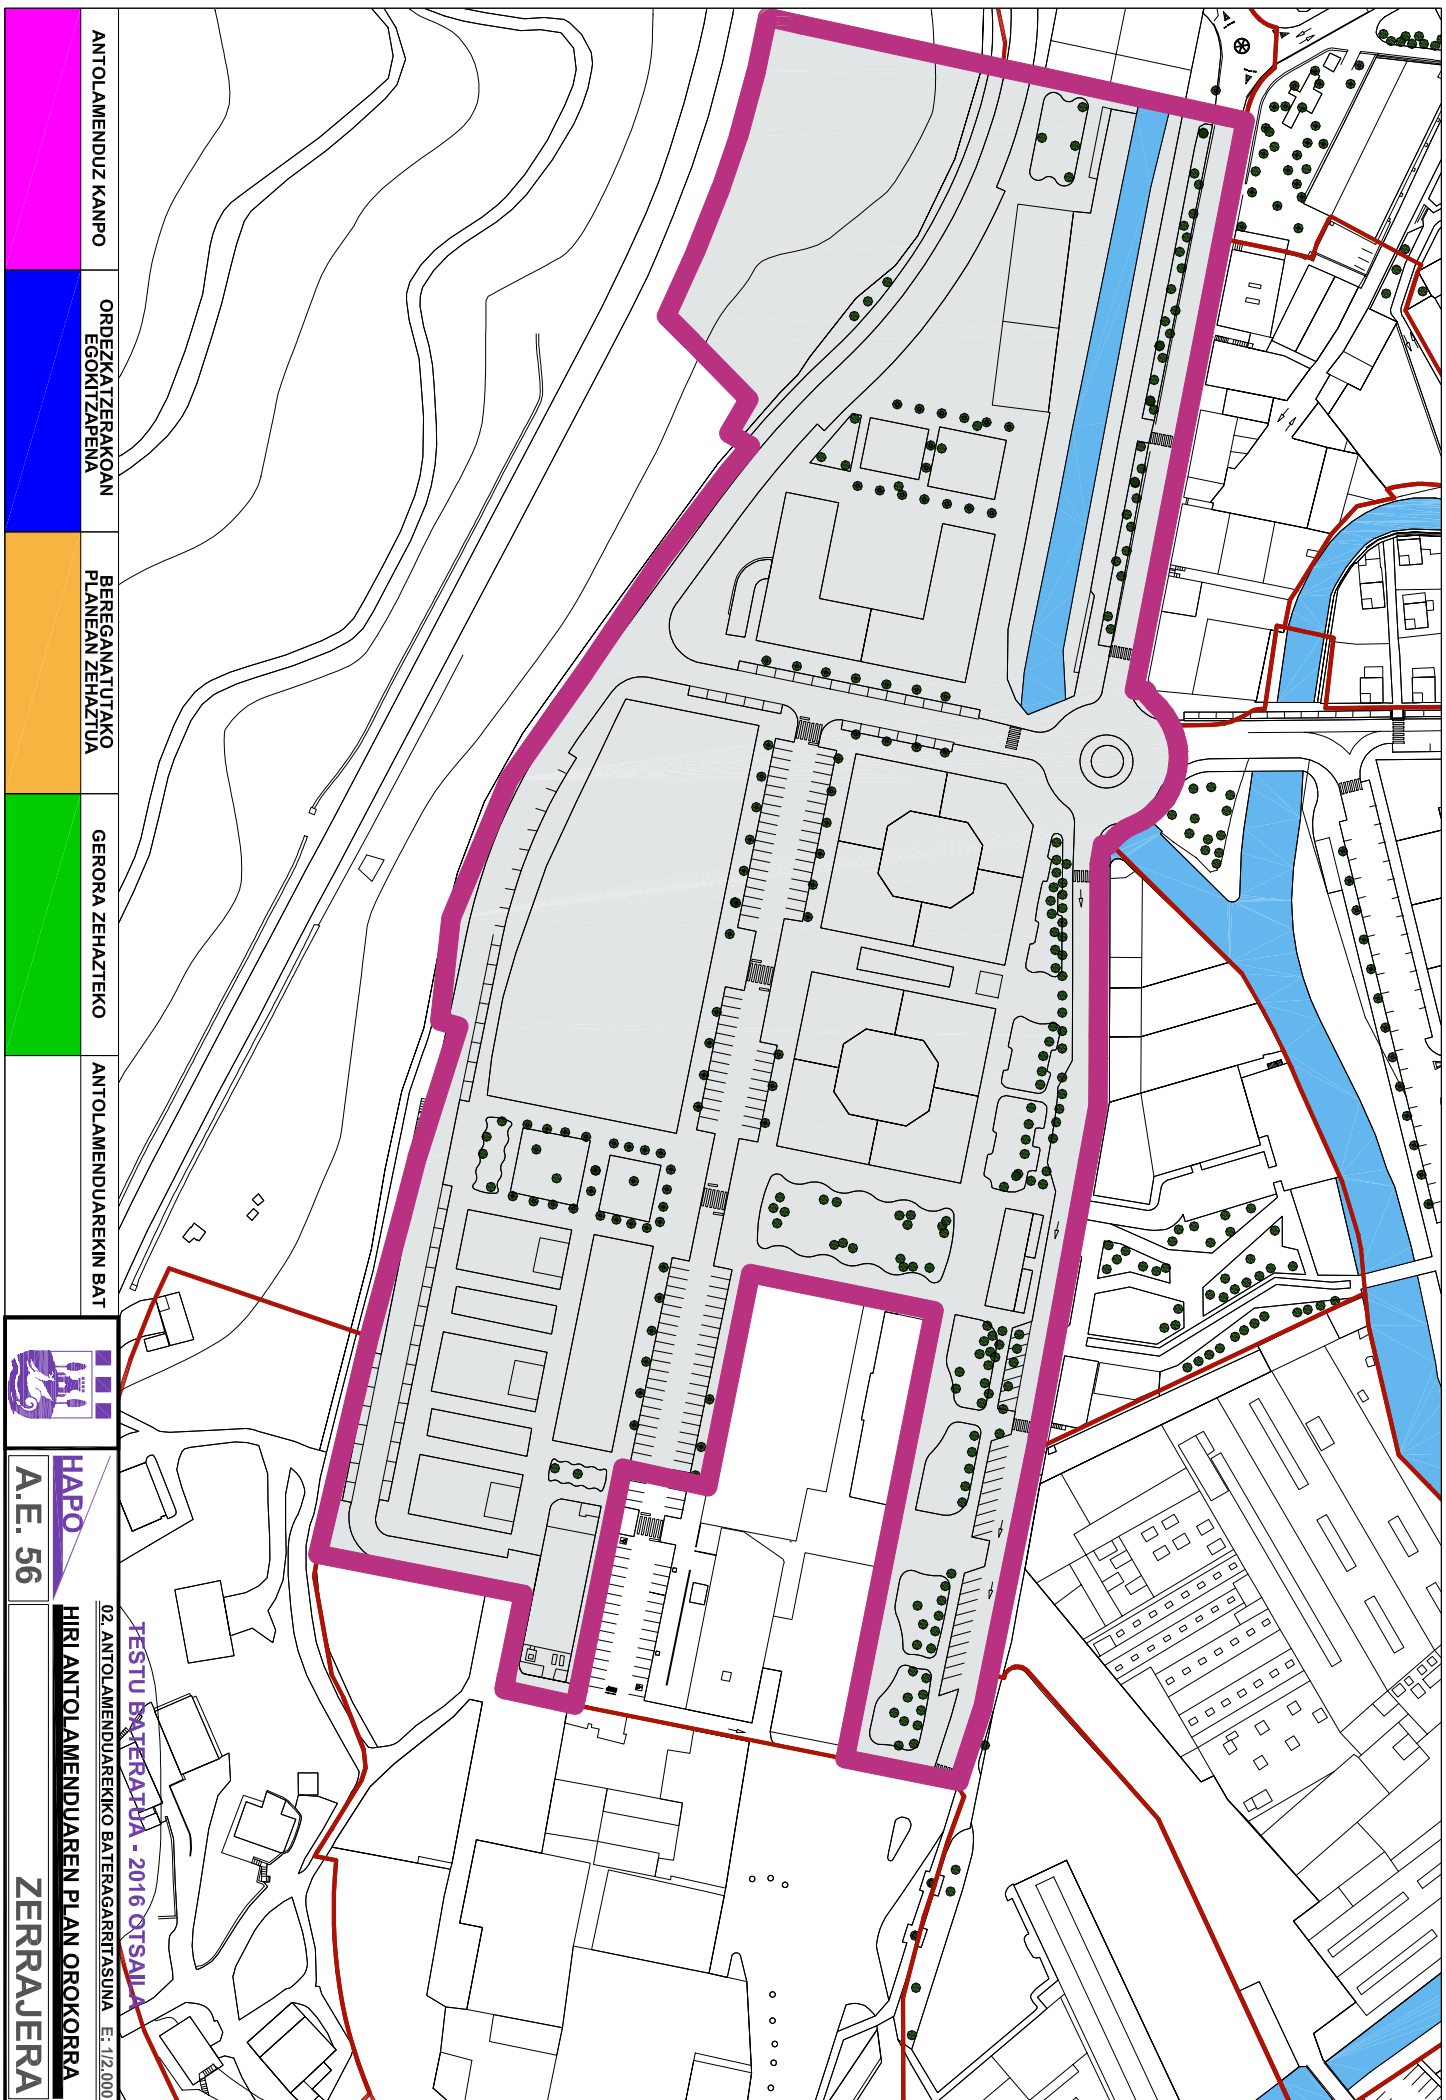 ANTOLAMENDUZ KANPO
ORDEZKATZERAKOAN
EGOKITZAPENA
BEREGANATUTAKO
PLANEAN ZEHAZTUA
GERORA ZEHAZTEKO
ANTOLAMENDUAREKIN BAT
HAPO
A.E. 56
TESTU BATERATUA - 2016 OTSAILA
02. ANTOLAMENDUAREKIKO BATERAGARRITASUNA E: 1/2.000
HIRI ANTOLAMENDUAREN PLAN OROKORRA
ZERRAJERA